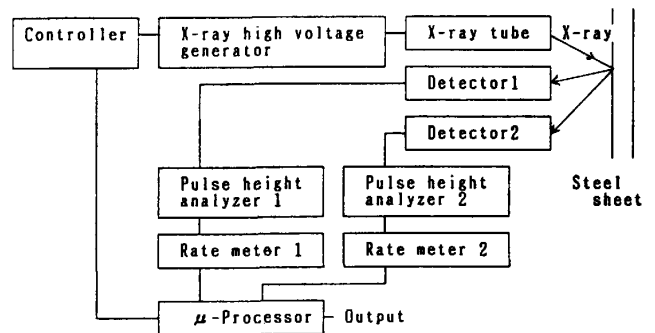 Controller
X-ray high voltage
generator
X-ray tube
X-ray
Detector1
Detector2
Pulse height
analyzer 1
Pulse height
analyzer 2
Steel
sheet
Rate meter 1
Rate meter 2
μ-Processor
Output